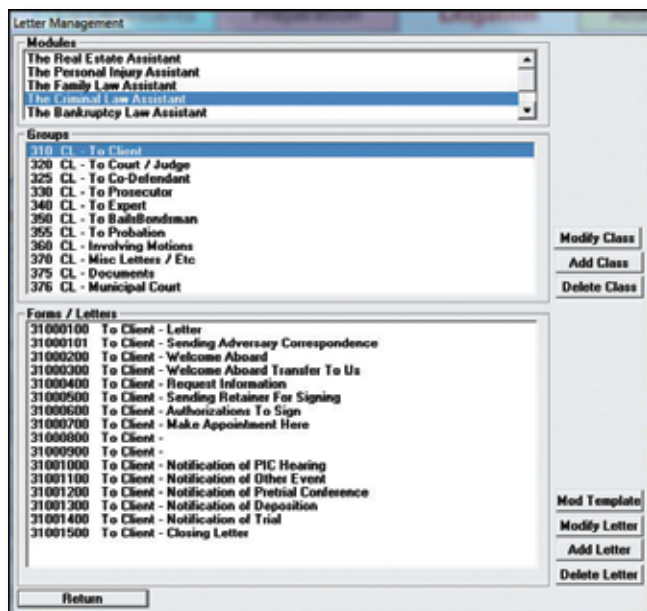 Preparation
Litigation
Letter Management
Modules
The Real Estate Assistant
The Personal Injury Assistant
The Family Law Assistant
The Criminal Law Assistant
The Bankruptcy Law Assistant
Groups
310 CL - To Client
320 CL - To Court / Judge
325 CL - To Co-Defendant
330 CL - To Prosecutor
340 CL - To Expert
350 CL - To BailsBondsman
355 CL - To Probation
360 CL - Involving Motions
370 CL - Misc Letters / Etc
375 CL - Documents
376 CL - Municipal Court
Modify Class
Add Class
Delete Class
Forms / Letters
31000100 To Client - Letter
31000101 To Client - Sending Adversary Correspondence
31000200 To Client - Welcome Aboard
31000300 To Client - Welcome Aboard Transfer To Us
31000400 To Client - Request Information
31000500 To Client - Sending Retainer For Signing
31000600 To Client - Authorizations To Sign
31000700 To Client - Make Appointment Here
31000800 To Client -
31000900 To Client -
31001000 To Client - Notification of PIC Hearing
31001100 To Client - Notification of Other Event
31001200 To Client - Notification of Pretrial Conference
31001300 To Client - Notification of Deposition
31001400 To Client - Notification of Trial
31001500 To Client - Closing Letter
Mod Template
Modify Letter
Add Letter
Delete Letter
Return